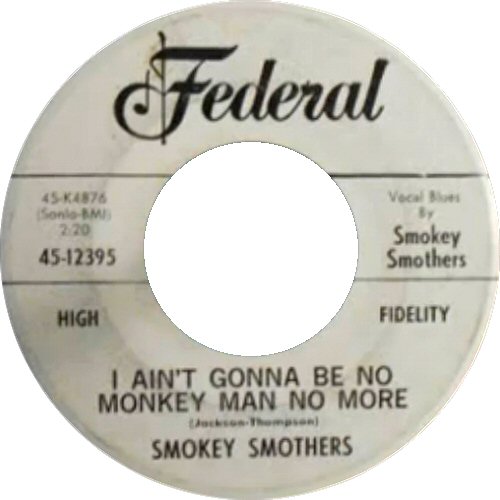 Federal
45-K4876
(Sonlo-BMI)
2:20
45-12395
Vocal Blues
By
Smokey
Smothers
HIGH
FIDELITY
I AIN'T GONNA BE NO
MONKEY MAN NO MORE
(Jackson-Thompson)
SMOKEY SMOTHERS